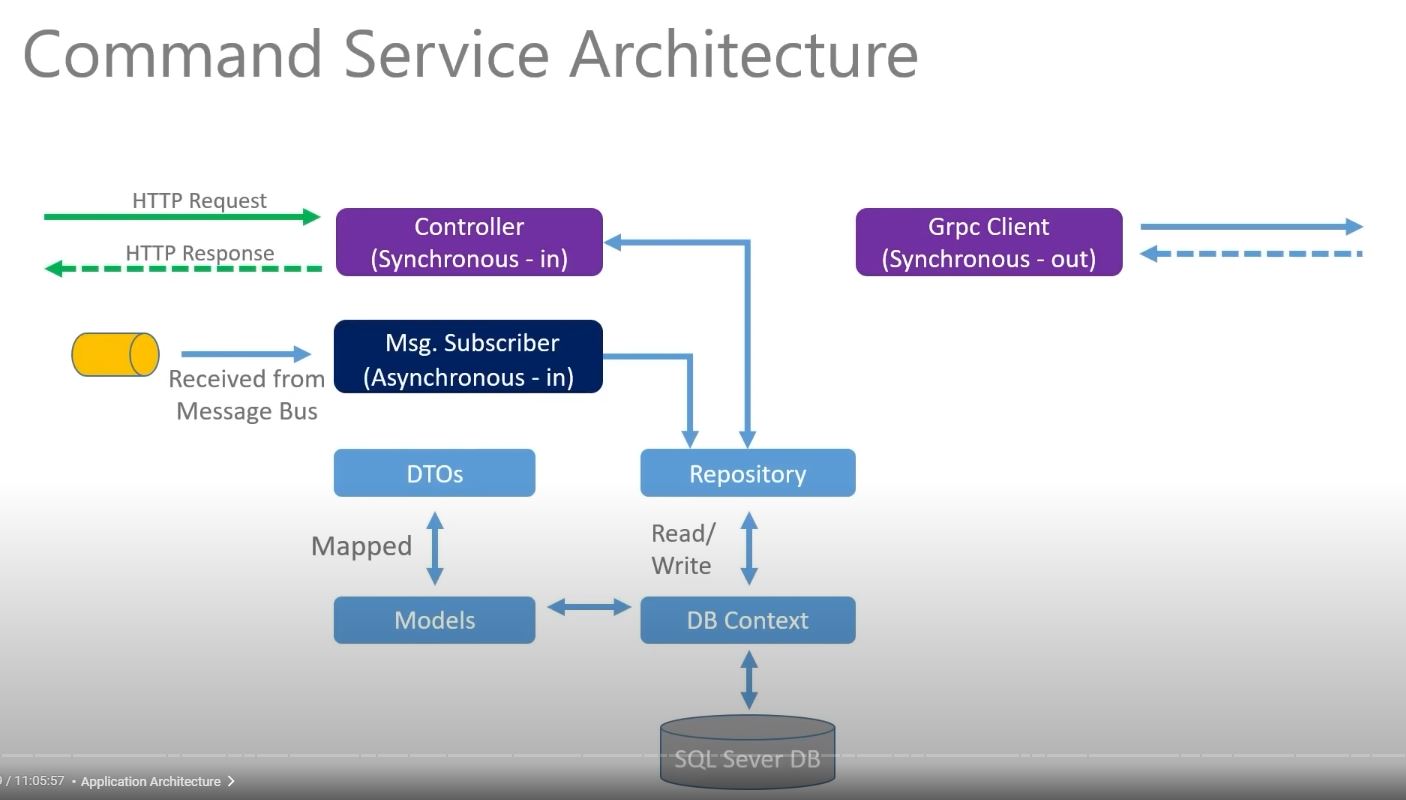 Command Service Architecture
HTTP Request
HTTP Response
Controller
(Synchronous - in)
Grpc Client
(Synchronous - out)
Received from
Message Bus
Msg. Subscriber
(Asynchronous - in)
DTOs
Repository
Mapped
Read/
Write
Models
DB Context
SQL Sever DB
/ 11:05:57 • Application Architecture